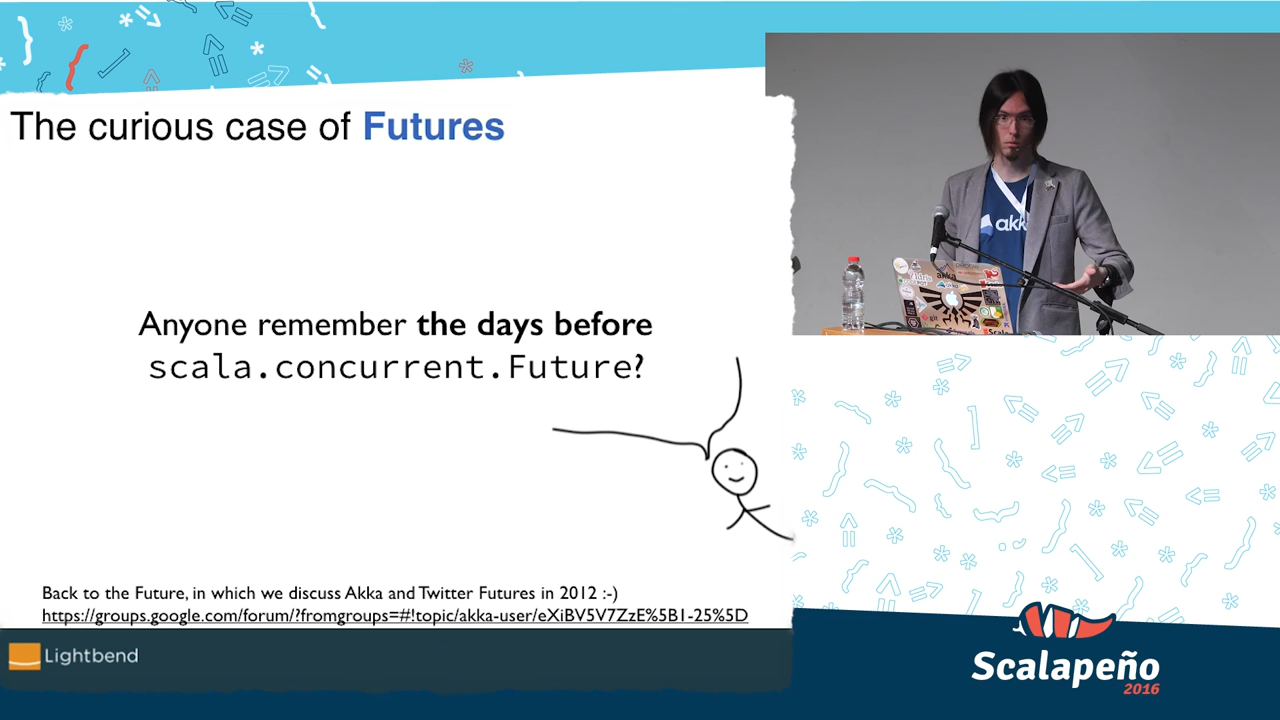 The curious case of Futures
Anyone remember the days before
scala.concurrent.Future?
Back to the Future, in which we discuss Akka and Twitter Futures in 2012 :-)
https://groups.google.com/forum/?fromgroups=#!topic/akka-user/eXiBV5V7ZzE%5B1-25%5D
Lightbend
akk
Scalapeño
2016